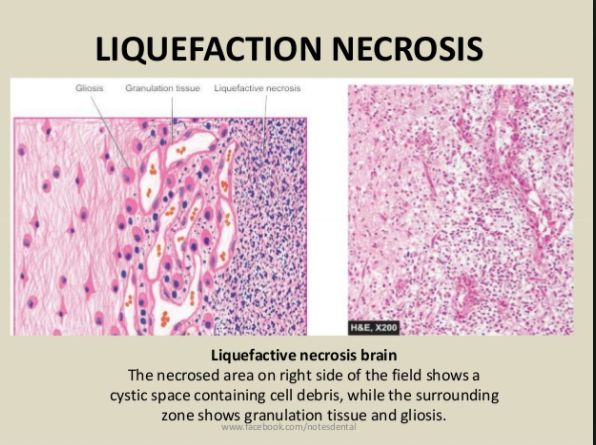 LIQUEFACTION NECROSIS
Gliosis Granulation tissue Liquefactive necrosis
H&E, X200
Liquefactive necrosis brain
The necrosed area on right side of the field shows a
cystic space containing cell debris, while the surrounding
zone shows granulation tissue and gliosis.
www.facebook.com/notesdental